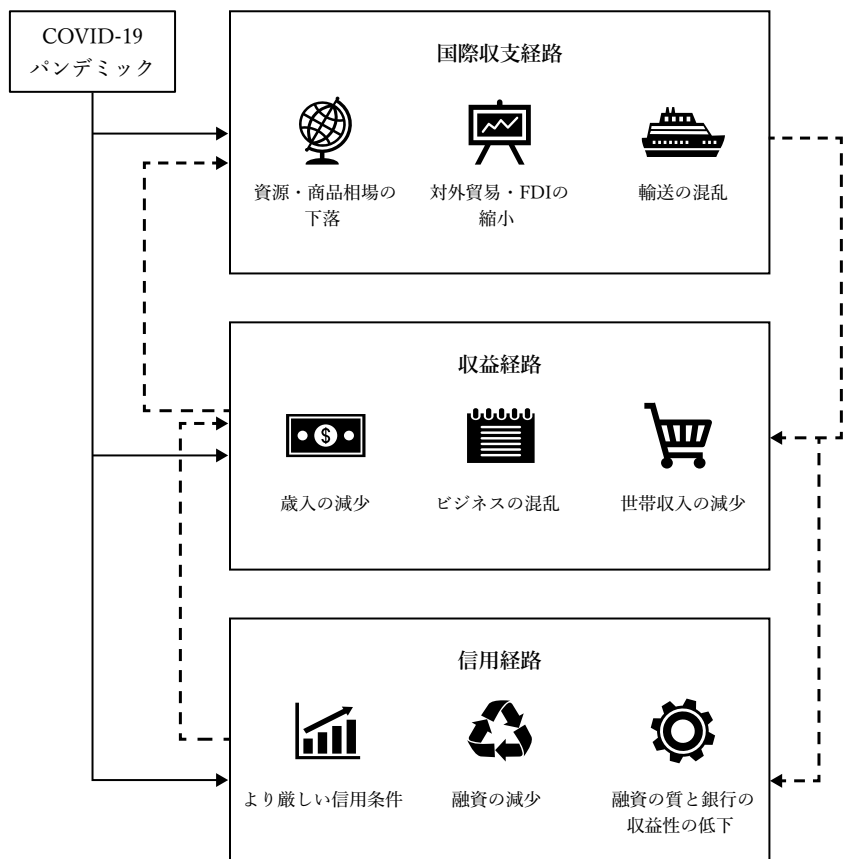 COVID-19
パンデミック
国際収支経路
資源・商品相場の
下落
対外貿易・FDIの
縮小
輸送の混乱
収益経路
$
歳入の減少
ビジネスの混乱
世帯収入の減少
信用経路
より厳しい信用条件
融資の減少
融資の質と銀行の
収益性の低下